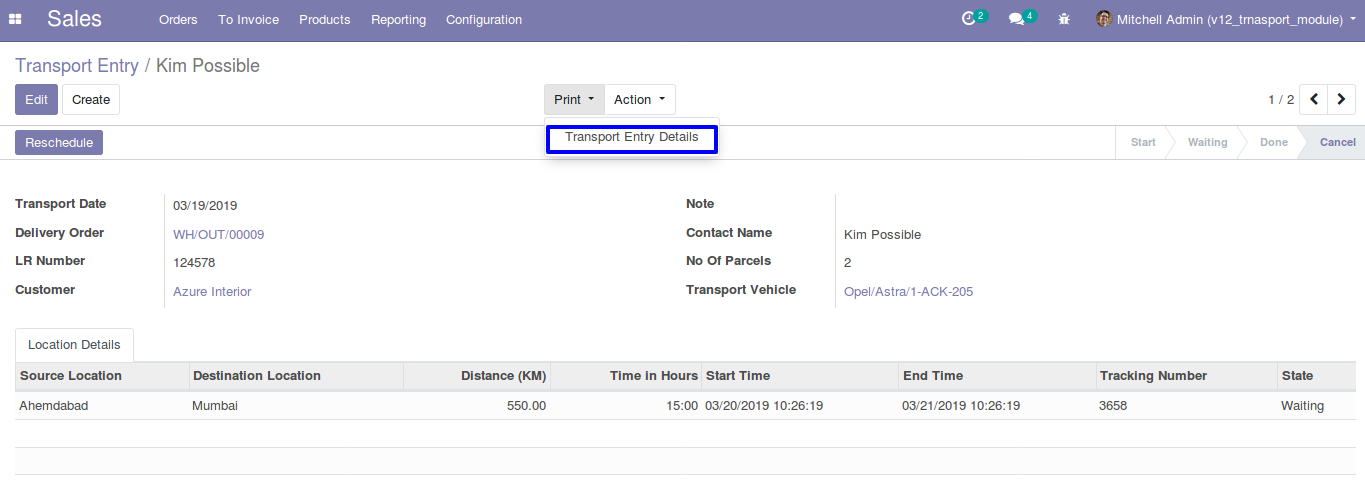 Sales Orders To Invoice Products Reporting Configuration 2 4 Mitchell Admin (v12_trnasport_module)
Transport Entry / Kim Possible
Edit Create Print Action 1 / 2
Transport Entry Details
Reschedule Start Waiting Done Cancel
Transport Date 03/19/2019 Note
Delivery Order WH/OUT/00009 Contact Name Kim Possible
LR Number 124578 No Of Parcels 2
Customer Azure Interior Transport Vehicle Opel/Astra/1-ACK-205
Location Details
Source Location Destination Location Distance (KM) Time in Hours Start Time End Time Tracking Number State
Ahemdabad Mumbai 550.00 15:00 03/20/2019 10:26:19 03/21/2019 10:26:19 3658 Waiting